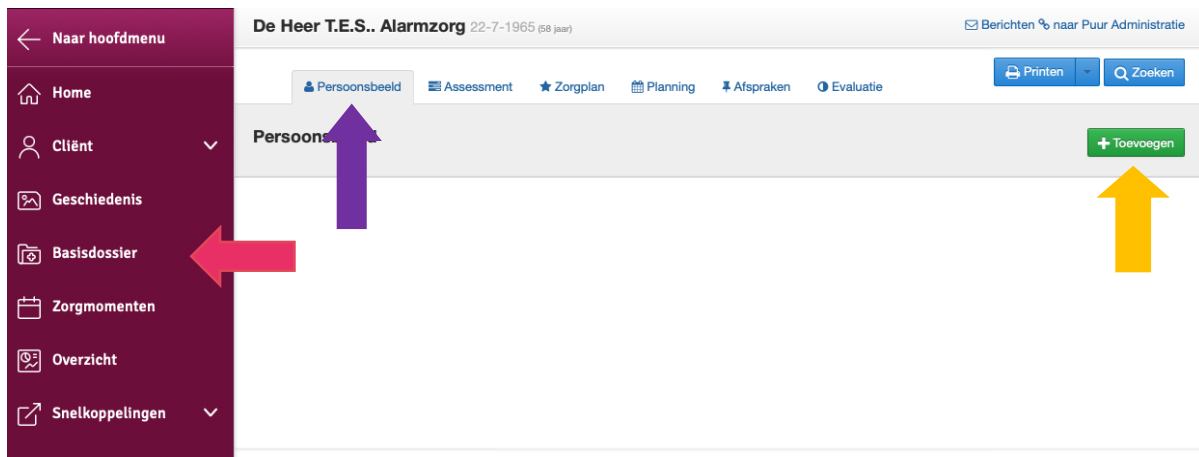 Naar hoofdmenu
Home
Cliënt
Geschiedenis
Basisdossier
Zorgmomenten
Overzicht
Snelkoppelingen
De Heer T.E.S.. Alarmzorg 22-7-1965 (58 jaar)
Berichten naar Puur Administratie
Printen Zoeken
Persoonsbeeld Assessment Zorgplan Planning Afspraken Evaluatie
Toevoegen